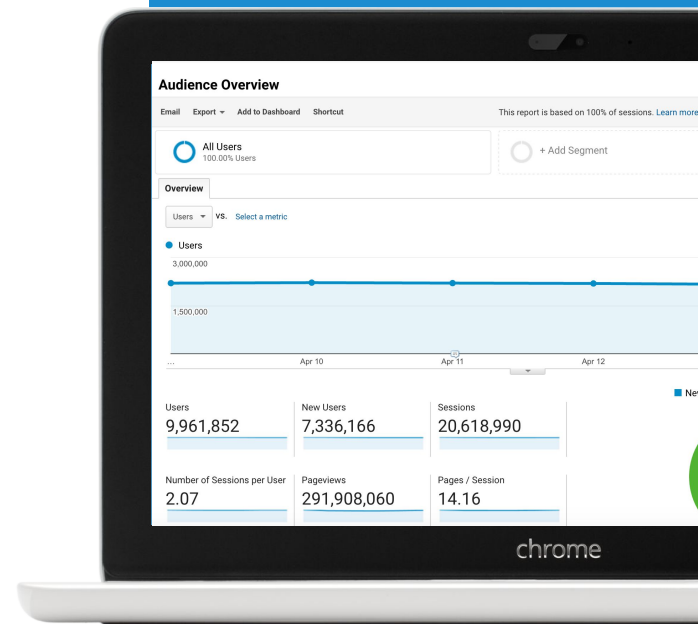 Audience Overview
Email Export Add to Dashboard Shortcut This report is based on 100% of sessions. Learn more
All Users
100.00% Users
+ Add Segment
Overview
Users VS. Select a metric
Users
3,000,000
1,500,000
... Apr 10 Apr 11 Apr 12
Users New Users Sessions
9,961,852 7,336,166 20,618,990
Number of Sessions per User Pageviews Pages / Session
2.07 291,908,060 14.16
chrome